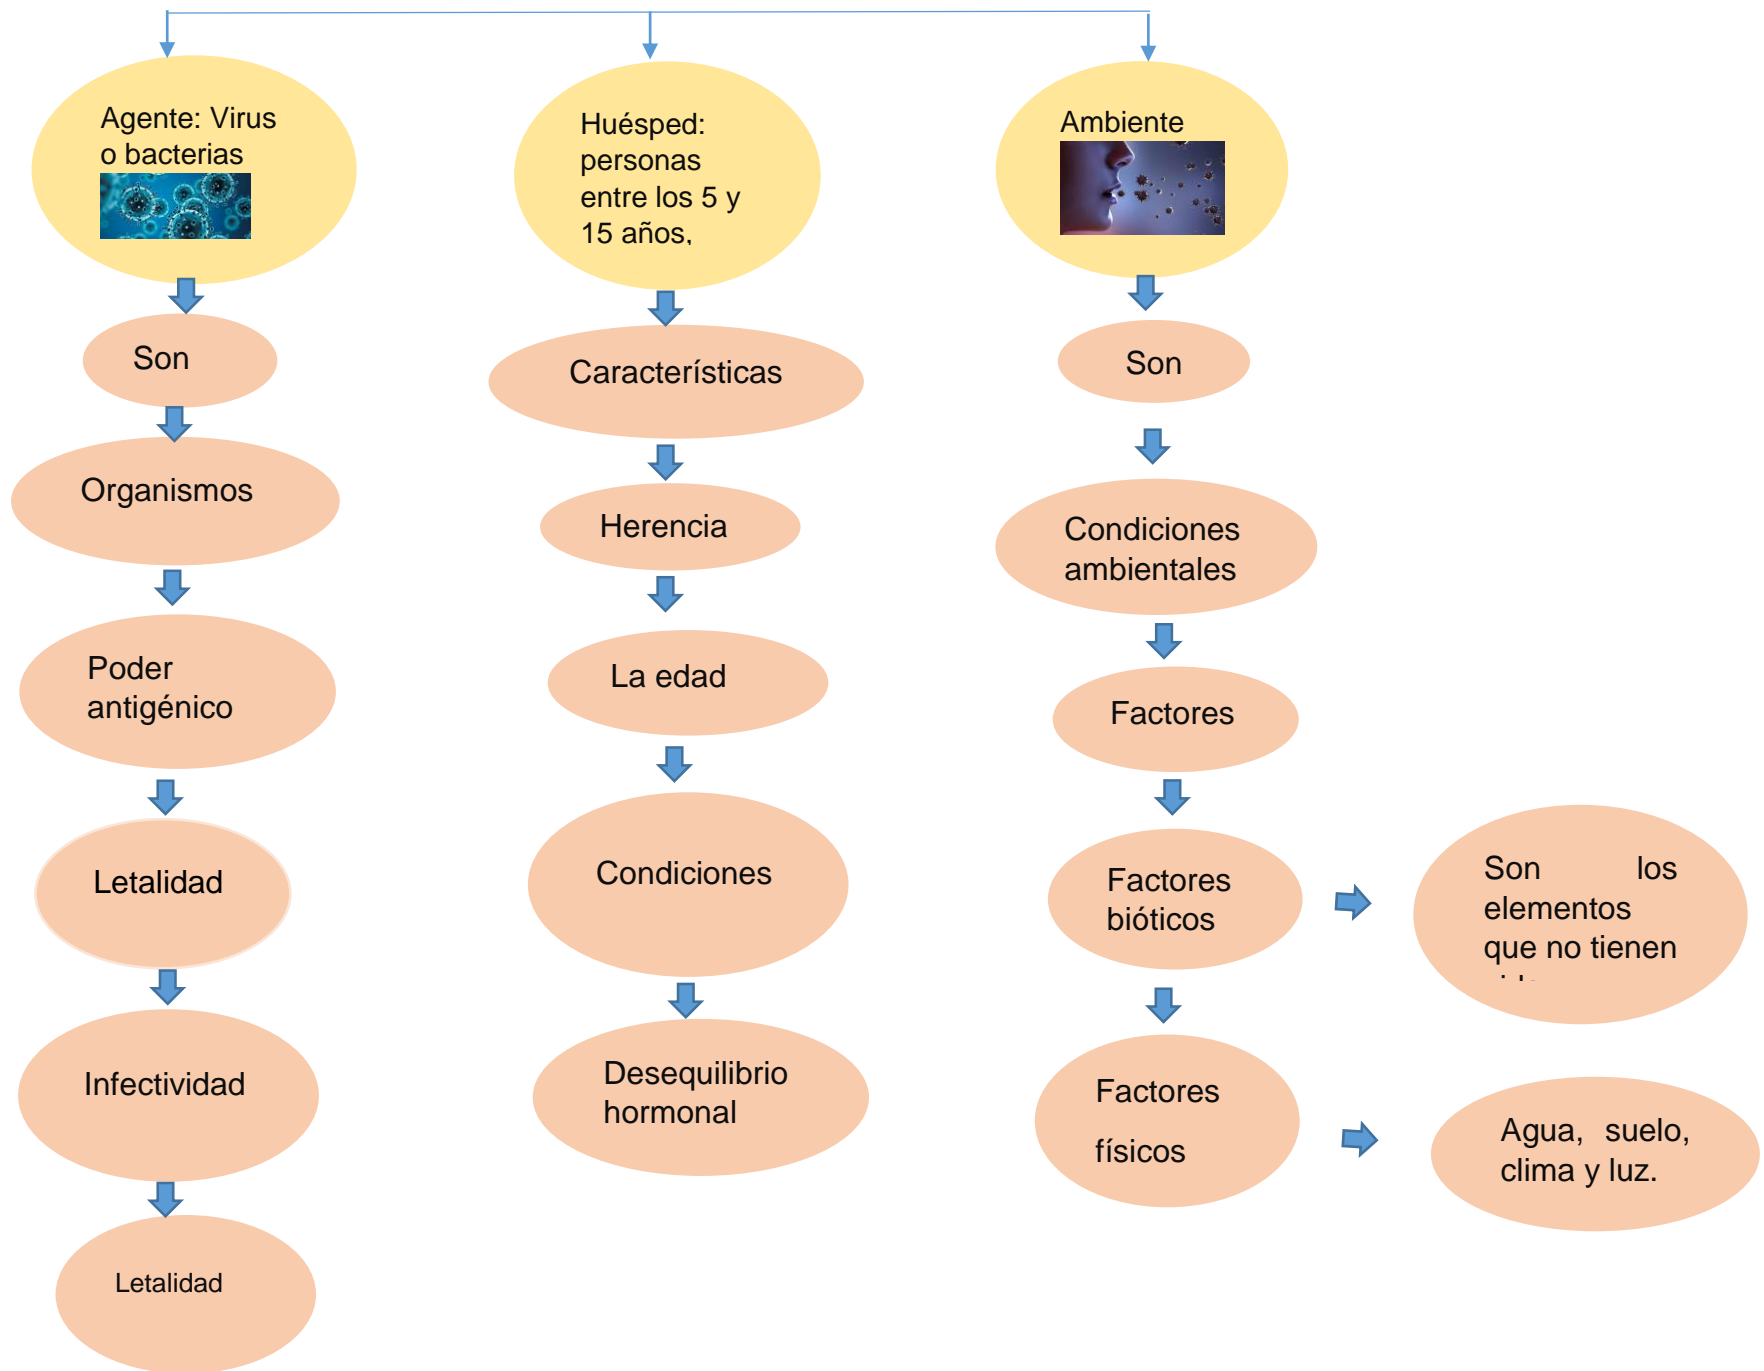 Agente: Virus
o bacterias
Son
Organismos
Poder
antigénico
Letalidad
Infectividad
Letalidad
Huésped:
personas
entre los 5 y
15 años,
Características
Herencia
La edad
Condiciones
Desequilibrio
hormonal
Ambiente
Son
Condiciones
ambientales
Factores
Factores
bióticos
Son los
elementos
que no tienen
Factores
físicos
Agua, suelo,
clima y luz.